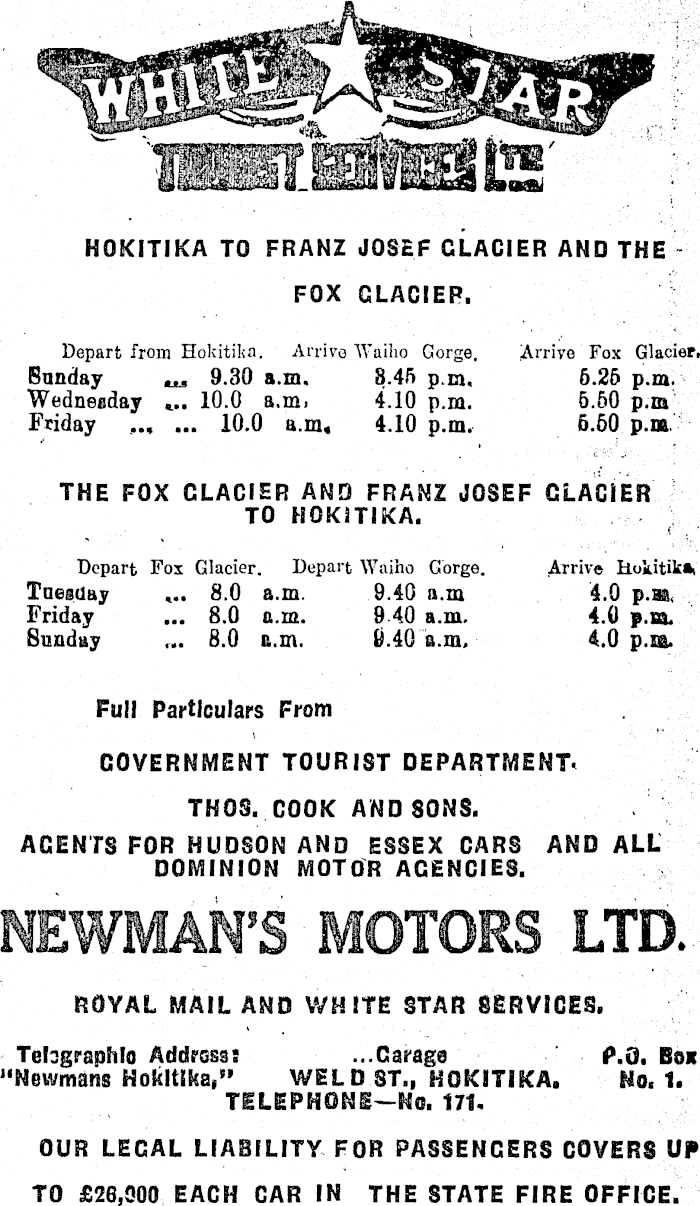 WHITE STAR
TOURIST SERVICES LTD.
HOKITIKA TO FRANZ JOSEF GLACIER AND THE
FOX GLACIER.
Depart from Hokitika. Arrive Waiho Gorge. Arrive Fox Glacier.
Sunday ... 9.30 a.m. 3.45 p.m. 5.25 p.m.
Wednesday ... 10.0 a.m. 4.10 p.m. 5.50 p.m
Friday ... ... 10.0 a.m. 4.10 p.m. 5.50 p.m.
THE FOX GLACIER AND FRANZ JOSEF GLACIER
TO HOKITIKA.
Depart Fox Glacier. Depart Waiho Gorge. Arrive Hokitika.
Tuesday ... 8.0 a.m. 9.40 a.m 4.0 p.m.
Friday ... 8.0 a.m. 9.40 a.m. 4.0 p.m.
Sunday ... 8.0 a.m. 9.40 a.m. 4.0 p.m.
Full Particulars From
GOVERNMENT TOURIST DEPARTMENT.
THOS. COOK AND SONS.
AGENTS FOR HUDSON AND ESSEX CARS AND ALL
DOMINION MOTOR AGENCIES.
NEWMAN'S MOTORS LTD.
ROYAL MAIL AND WHITE STAR SERVICES.
Telegraphic Address: ...Garage P.O. Box
"Newmans Hokitika," WELD ST., HOKITIKA. No. 1.
TELEPHONE—No. 171.
OUR LEGAL LIABILITY FOR PASSENGERS COVERS UP
TO £26,000 EACH CAR IN THE STATE FIRE OFFICE.